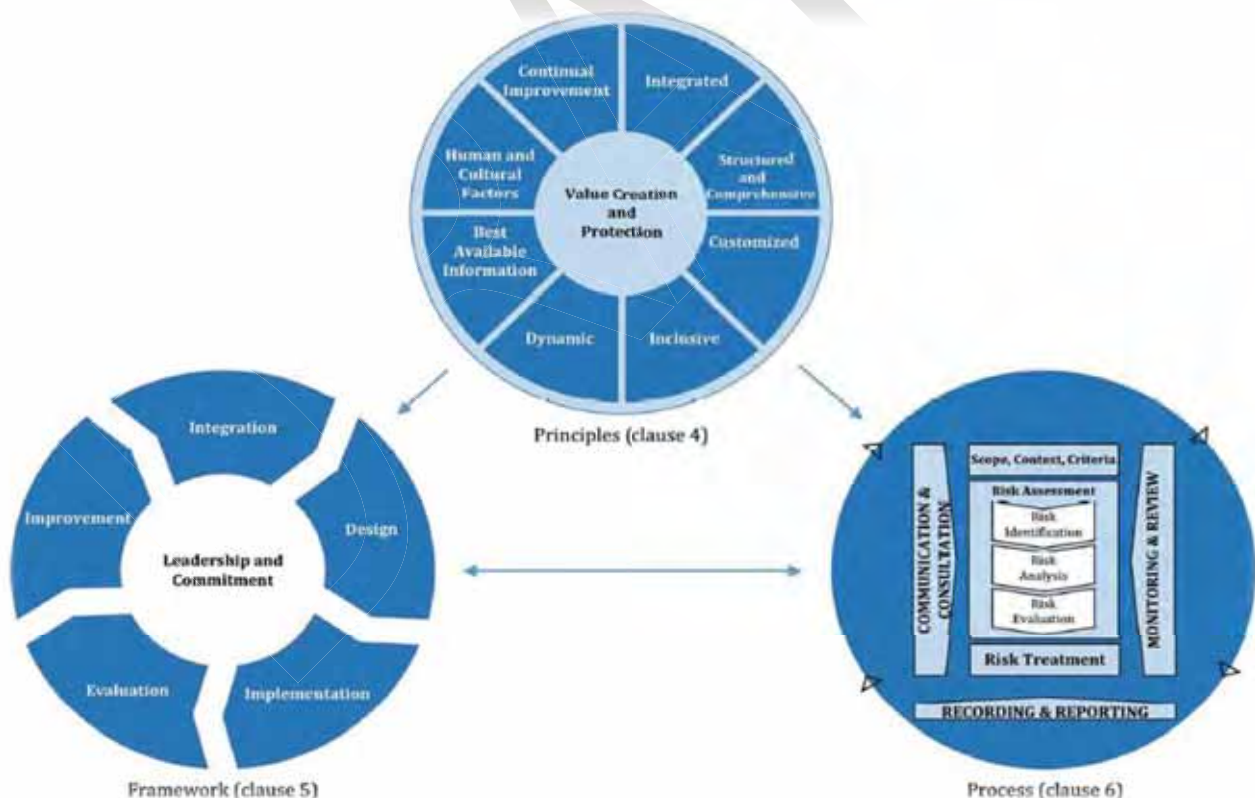 Continual
Improvement
Integrated
Human and
Cultural
Factors
Structured
and
Comprehensive
Value Creation
and
Protection
Best
Available
Information
Customized
Dynamic
Inclusive
Principles (clause 4)
Integration
Improvement
Design
Leadership and
Commitment
Evaluation
Implementation
Framework (clause 5)
Scope, Context, Criteria
Risk Assessment
Risk
Identification
Risk
Analysis
Risk
Evaluation
Risk Treatment
COMMUNICATION &
CONSULTATION
MONITORING & REVIEW
RECORDING & REPORTING
Process (clause 6)